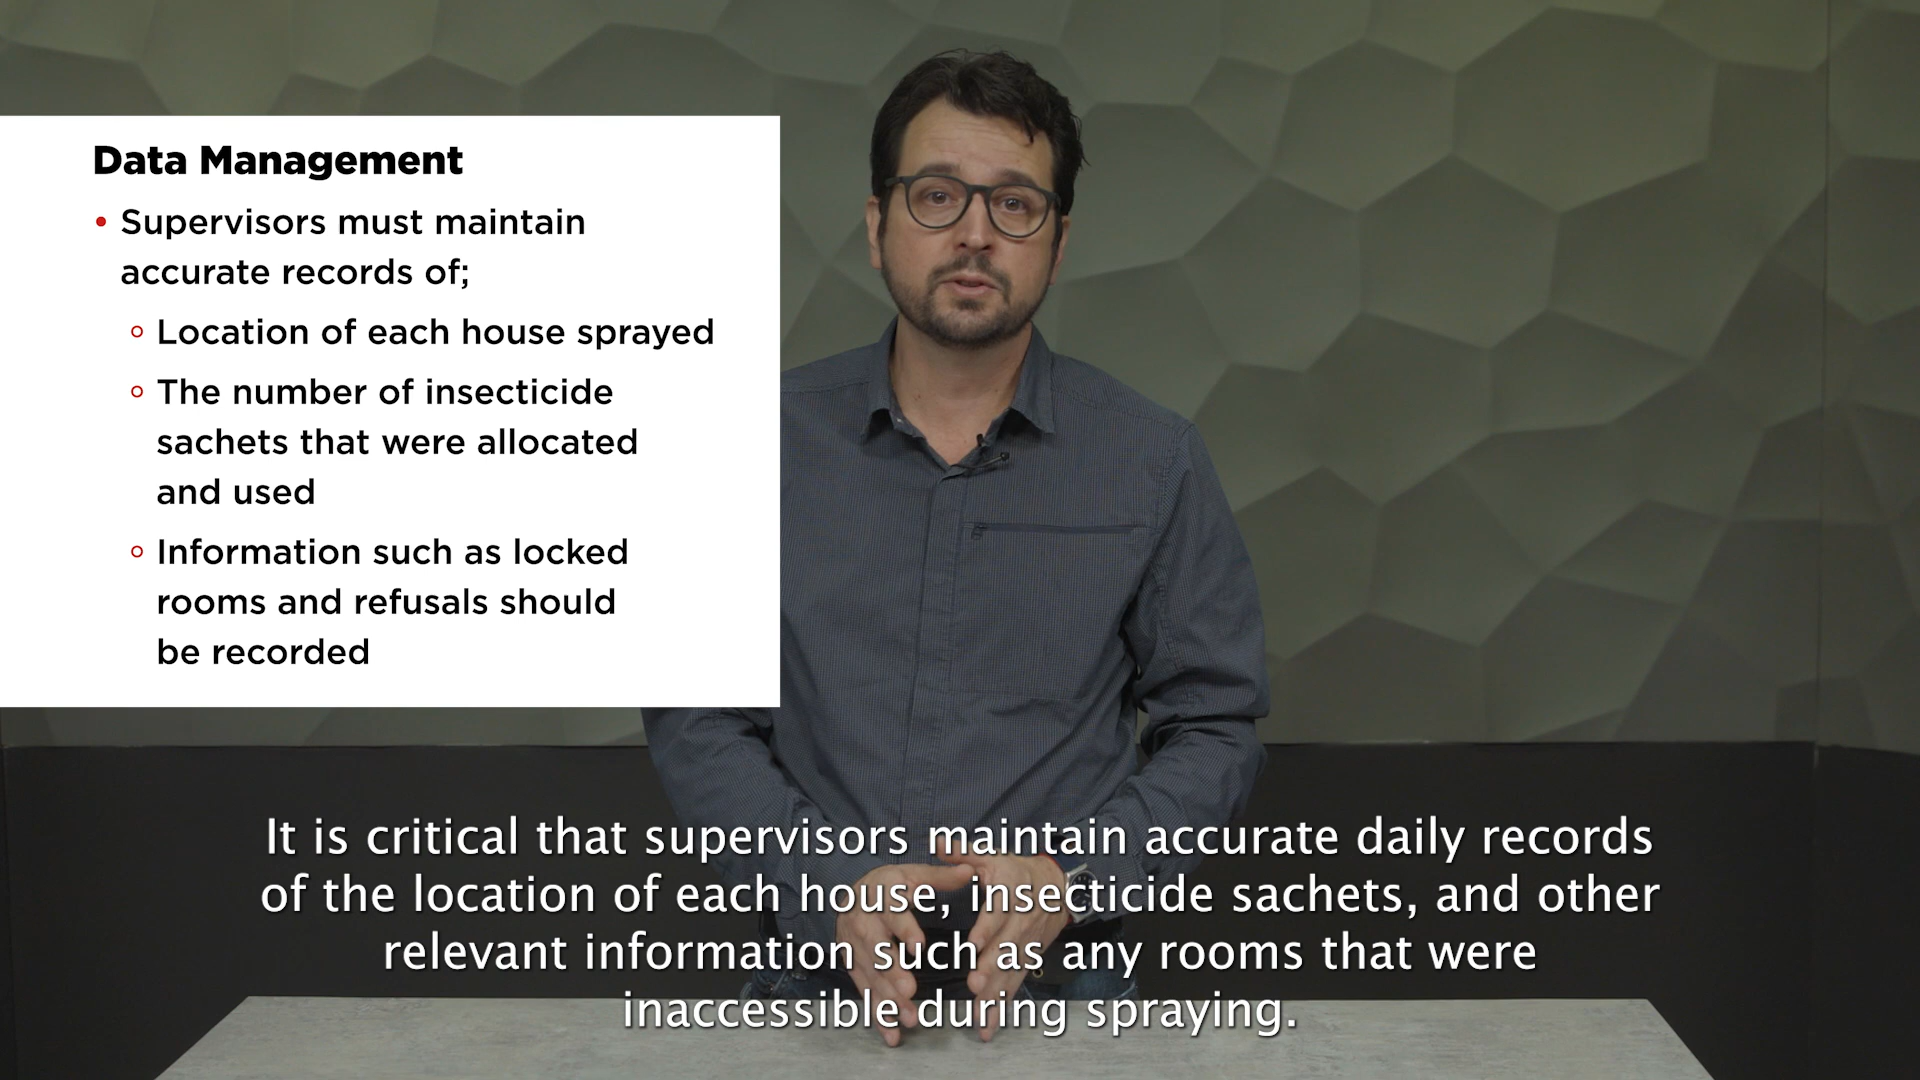 Data Management
• Supervisors must maintain
accurate records of;
○ Location of each house sprayed
○ The number of insecticide
sachets that were allocated
and used
○ Information such as locked
rooms and refusals should
be recorded
It is critical that supervisors maintain accurate daily records
of the location of each house, insecticide sachets, and other
relevant information such as any rooms that were
inaccessible during spraying.